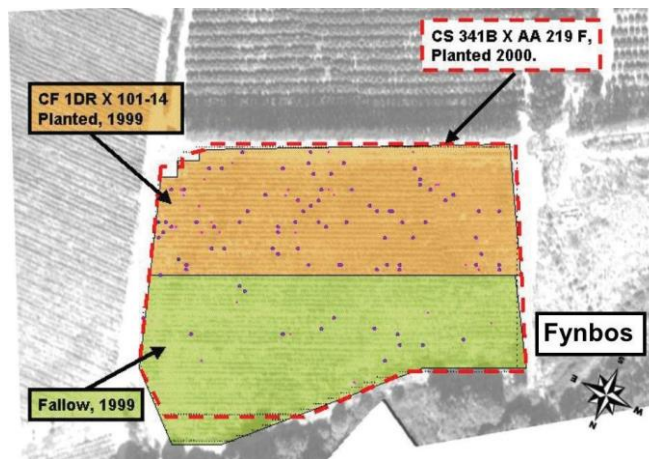 CS 341B X AA 219 F,
Planted 2000.
CF 1DR X 101-14
Planted, 1999
Fynbos
Fallow, 1999
E
W
N